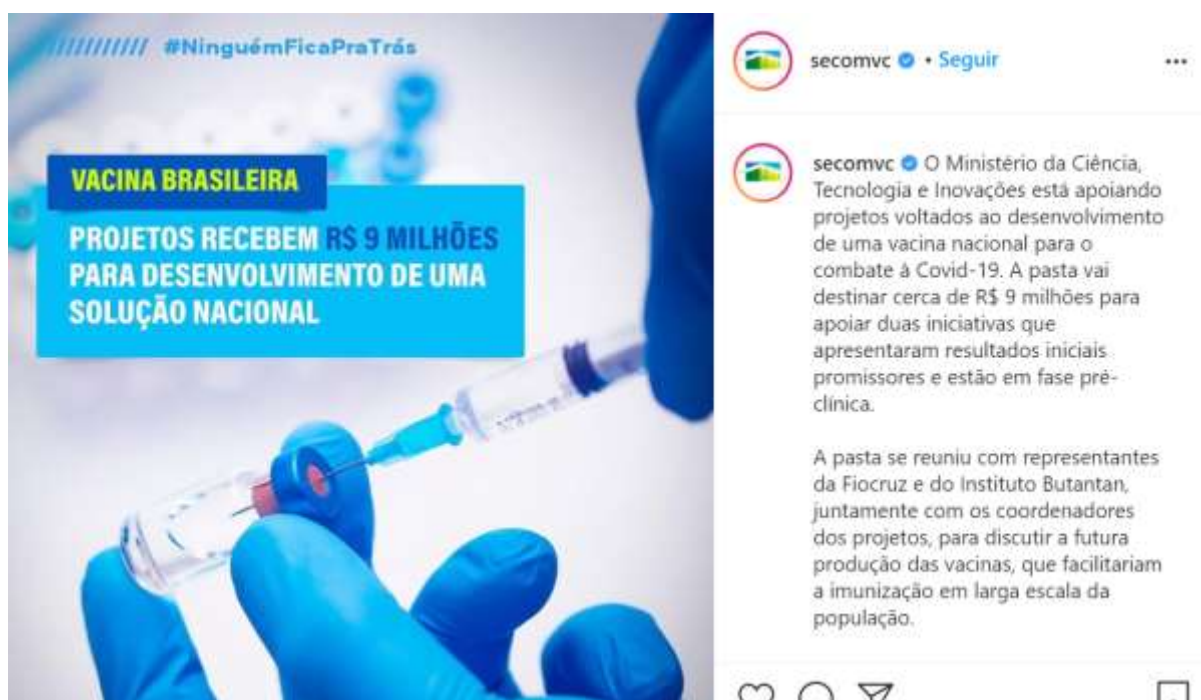 #NinguémFicaPraTrás
VACINA BRASILEIRA
PROJETOS RECEBEM R$ 9 MILHÕES
PARA DESENVOLVIMENTO DE UMA
SOLUÇÃO NACIONAL
secomvc • Seguir
secomvc O Ministério da Ciência,
Tecnologia e Inovações está apoiando
projetos voltados ao desenvolvimento
de uma vacina nacional para o
combate à Covid-19. A pasta vai
destinar cerca de R$ 9 milhões para
apoiar duas iniciativas que
apresentaram resultados iniciais
promissores e estão em fase pré-
clínica.
A pasta se reuniu com representantes
da Fiocruz e do Instituto Butantan,
juntamente com os coordenadores
dos projetos, para discutir a futura
produção das vacinas, que facilitariam
a imunização em larga escala da
população.